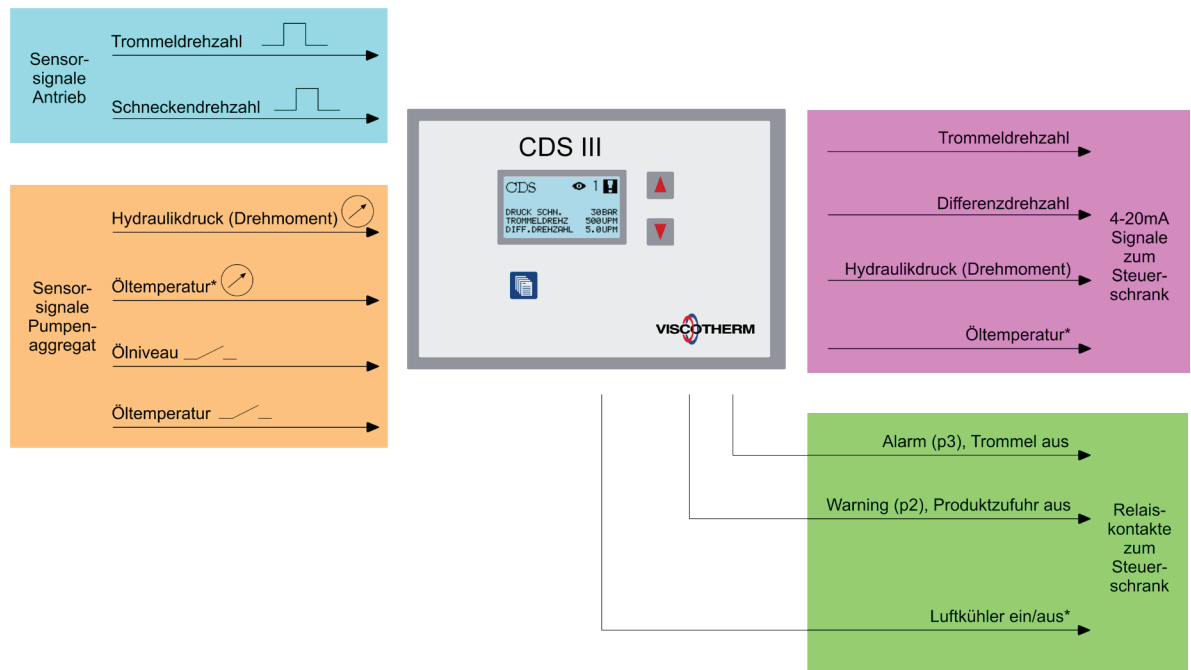 Sensor-
signale
Antrieb
Trommeldrehzahl
Schneckendrehzahl
Sensor-
signale
Pumpen-
aggregat
Hydraulikdruck (Drehmoment)
Öltemperatur*
Ölniveau
Öltemperatur
CDS III
CDS 1
DRUCK SCHN. 30BAR
TROMMELDREHZ 500UPM
DIFF.DREHZAHL 5.0UPM
VISCOTHERM
Trommeldrehzahl
Differenzdrehzahl
Hydraulikdruck (Drehmoment)
Öltemperatur*
4-20mA
Signale
zum
Steuer-
schrank
Alarm (p3), Trommel aus
Warning (p2), Produktzufuhr aus
Luftkühler ein/aus*
Relais-
kontakte
zum
Steuer-
schrank